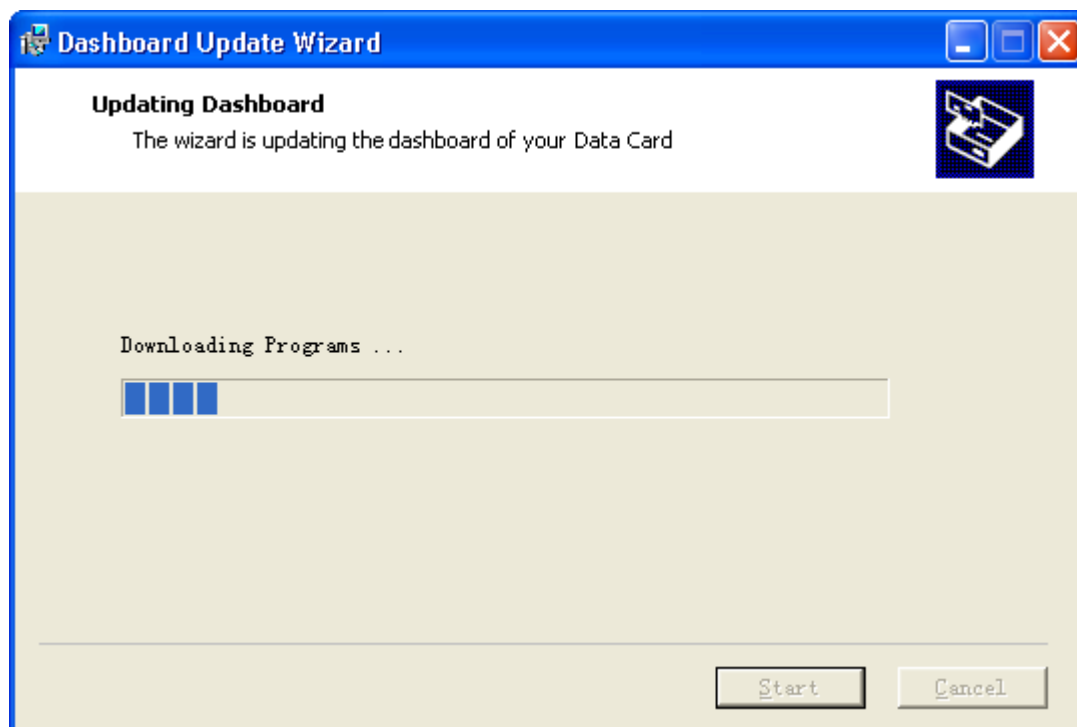 Dashboard Update Wizard
Updating Dashboard
The wizard is updating the dashboard of your Data Card
Downloading Programs ...
Start
Cancel